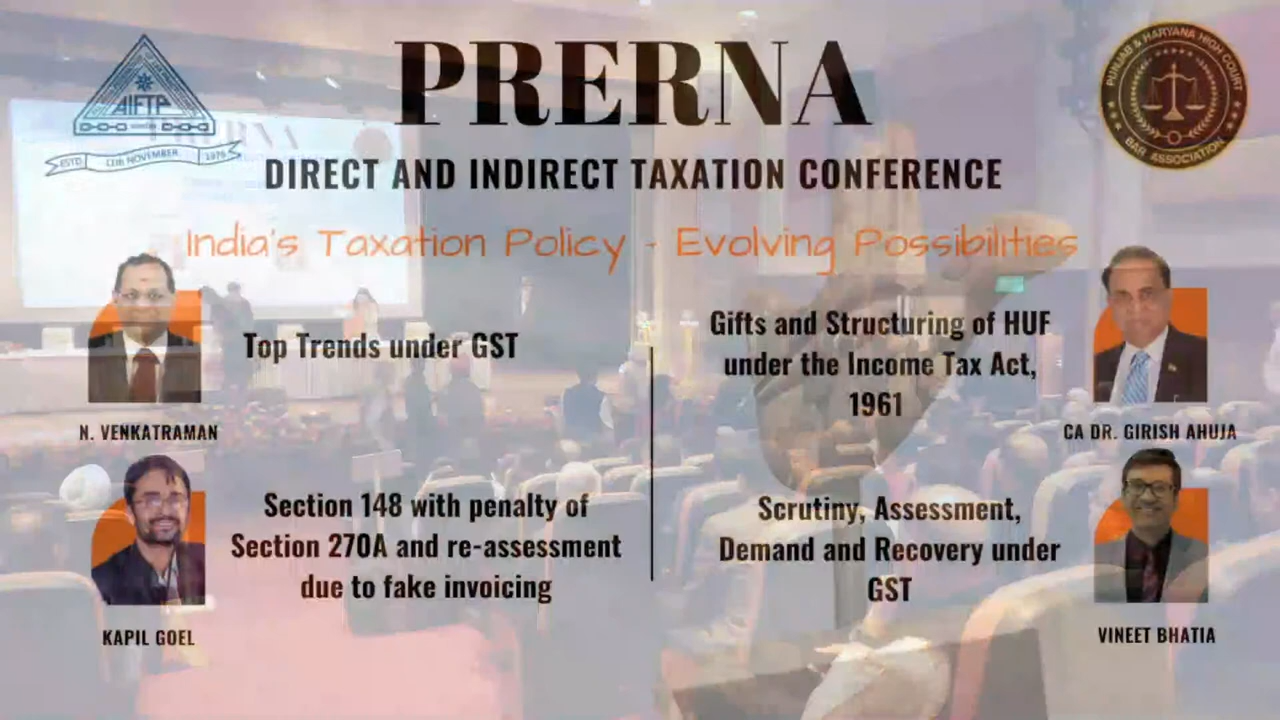 PRERNA
DIRECT AND INDIRECT TAXATION CONFERENCE
India's Taxation Policy - Evolving Possibilities
AIFTP
ESTD. 11TH NOVEMBER 1976
PUNJAB & HARYANA HIGH COURT
BAR ASSOCIATION
Top Trends under GST
N. VENKATRAMAN
Gifts and Structuring of HUF
under the Income Tax Act,
1961
CA DR. GIRISH AHUJA
Section 148 with penalty of
Section 270A and re-assessment
due to fake invoicing
KAPIL GOEL
Scrutiny, Assessment,
Demand and Recovery under
GST
VINEET BHATIA